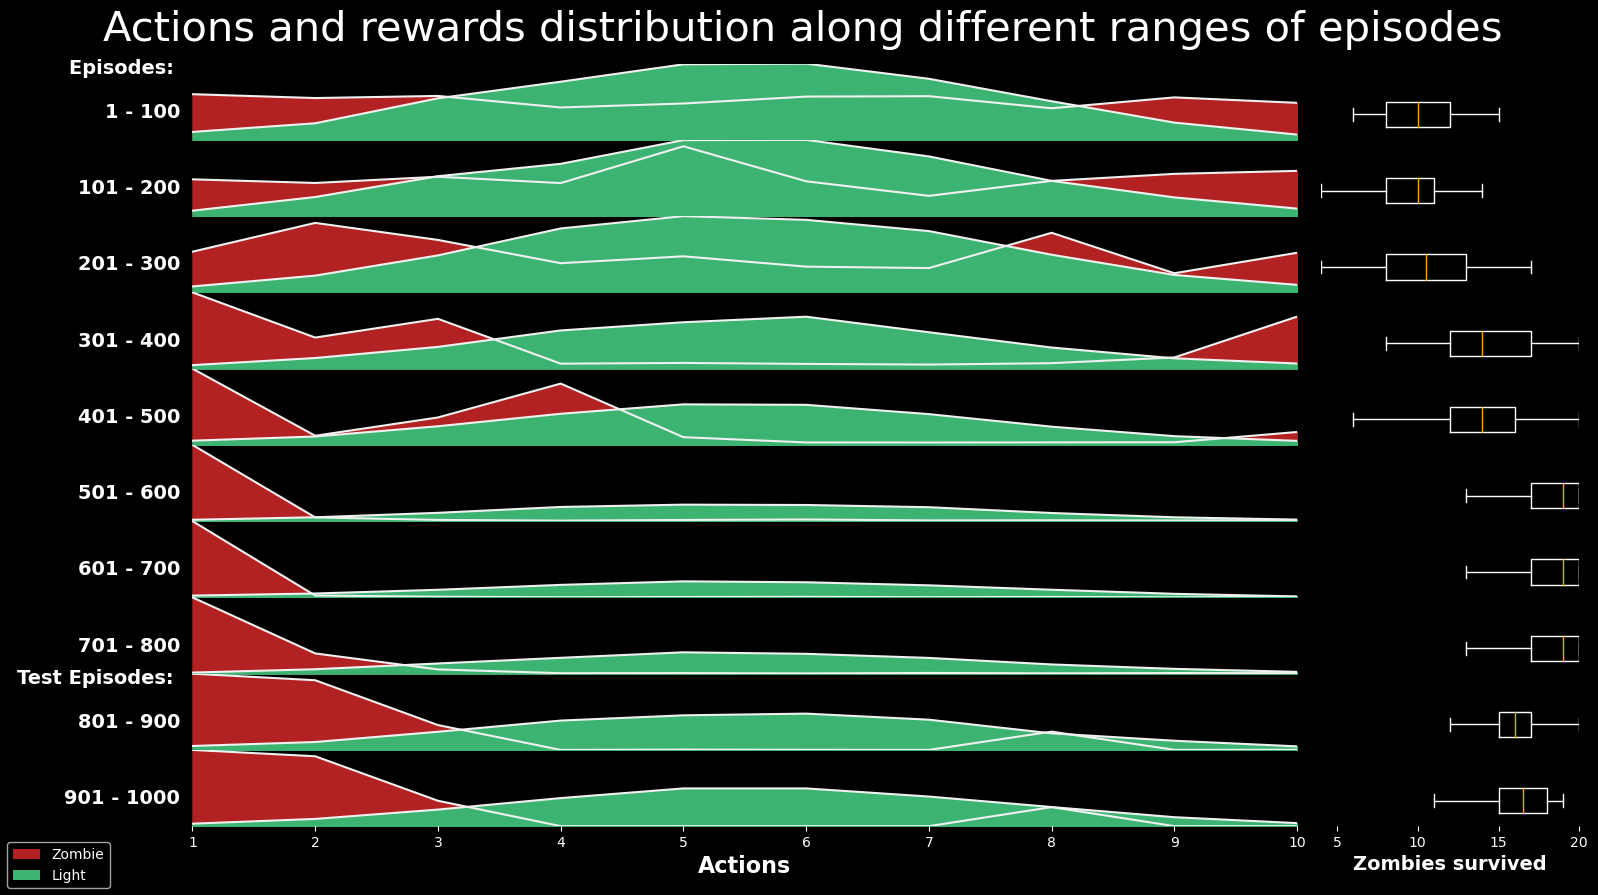 Actions and rewards distribution along different ranges of episodes
Episodes:
1 - 100
101 - 200
201 - 300
301 - 400
401 - 500
501 - 600
601 - 700
701 - 800
Test Episodes:
801 - 900
901 - 1000
1 2 3 4 5 6 7 8 9 10
Actions
5 10 15 20
Zombies survived
Zombie
Light